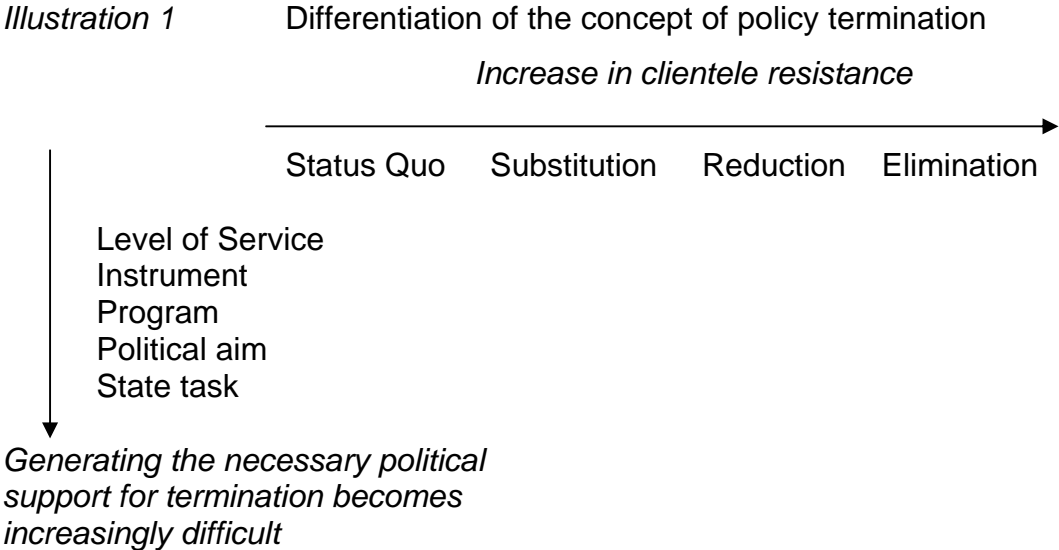 Illustration 1 Differentiation of the concept of policy termination
Increase in clientele resistance
Status Quo Substitution Reduction Elimination
Level of Service
Instrument
Program
Political aim
State task
Generating the necessary political
support for termination becomes
increasingly difficult